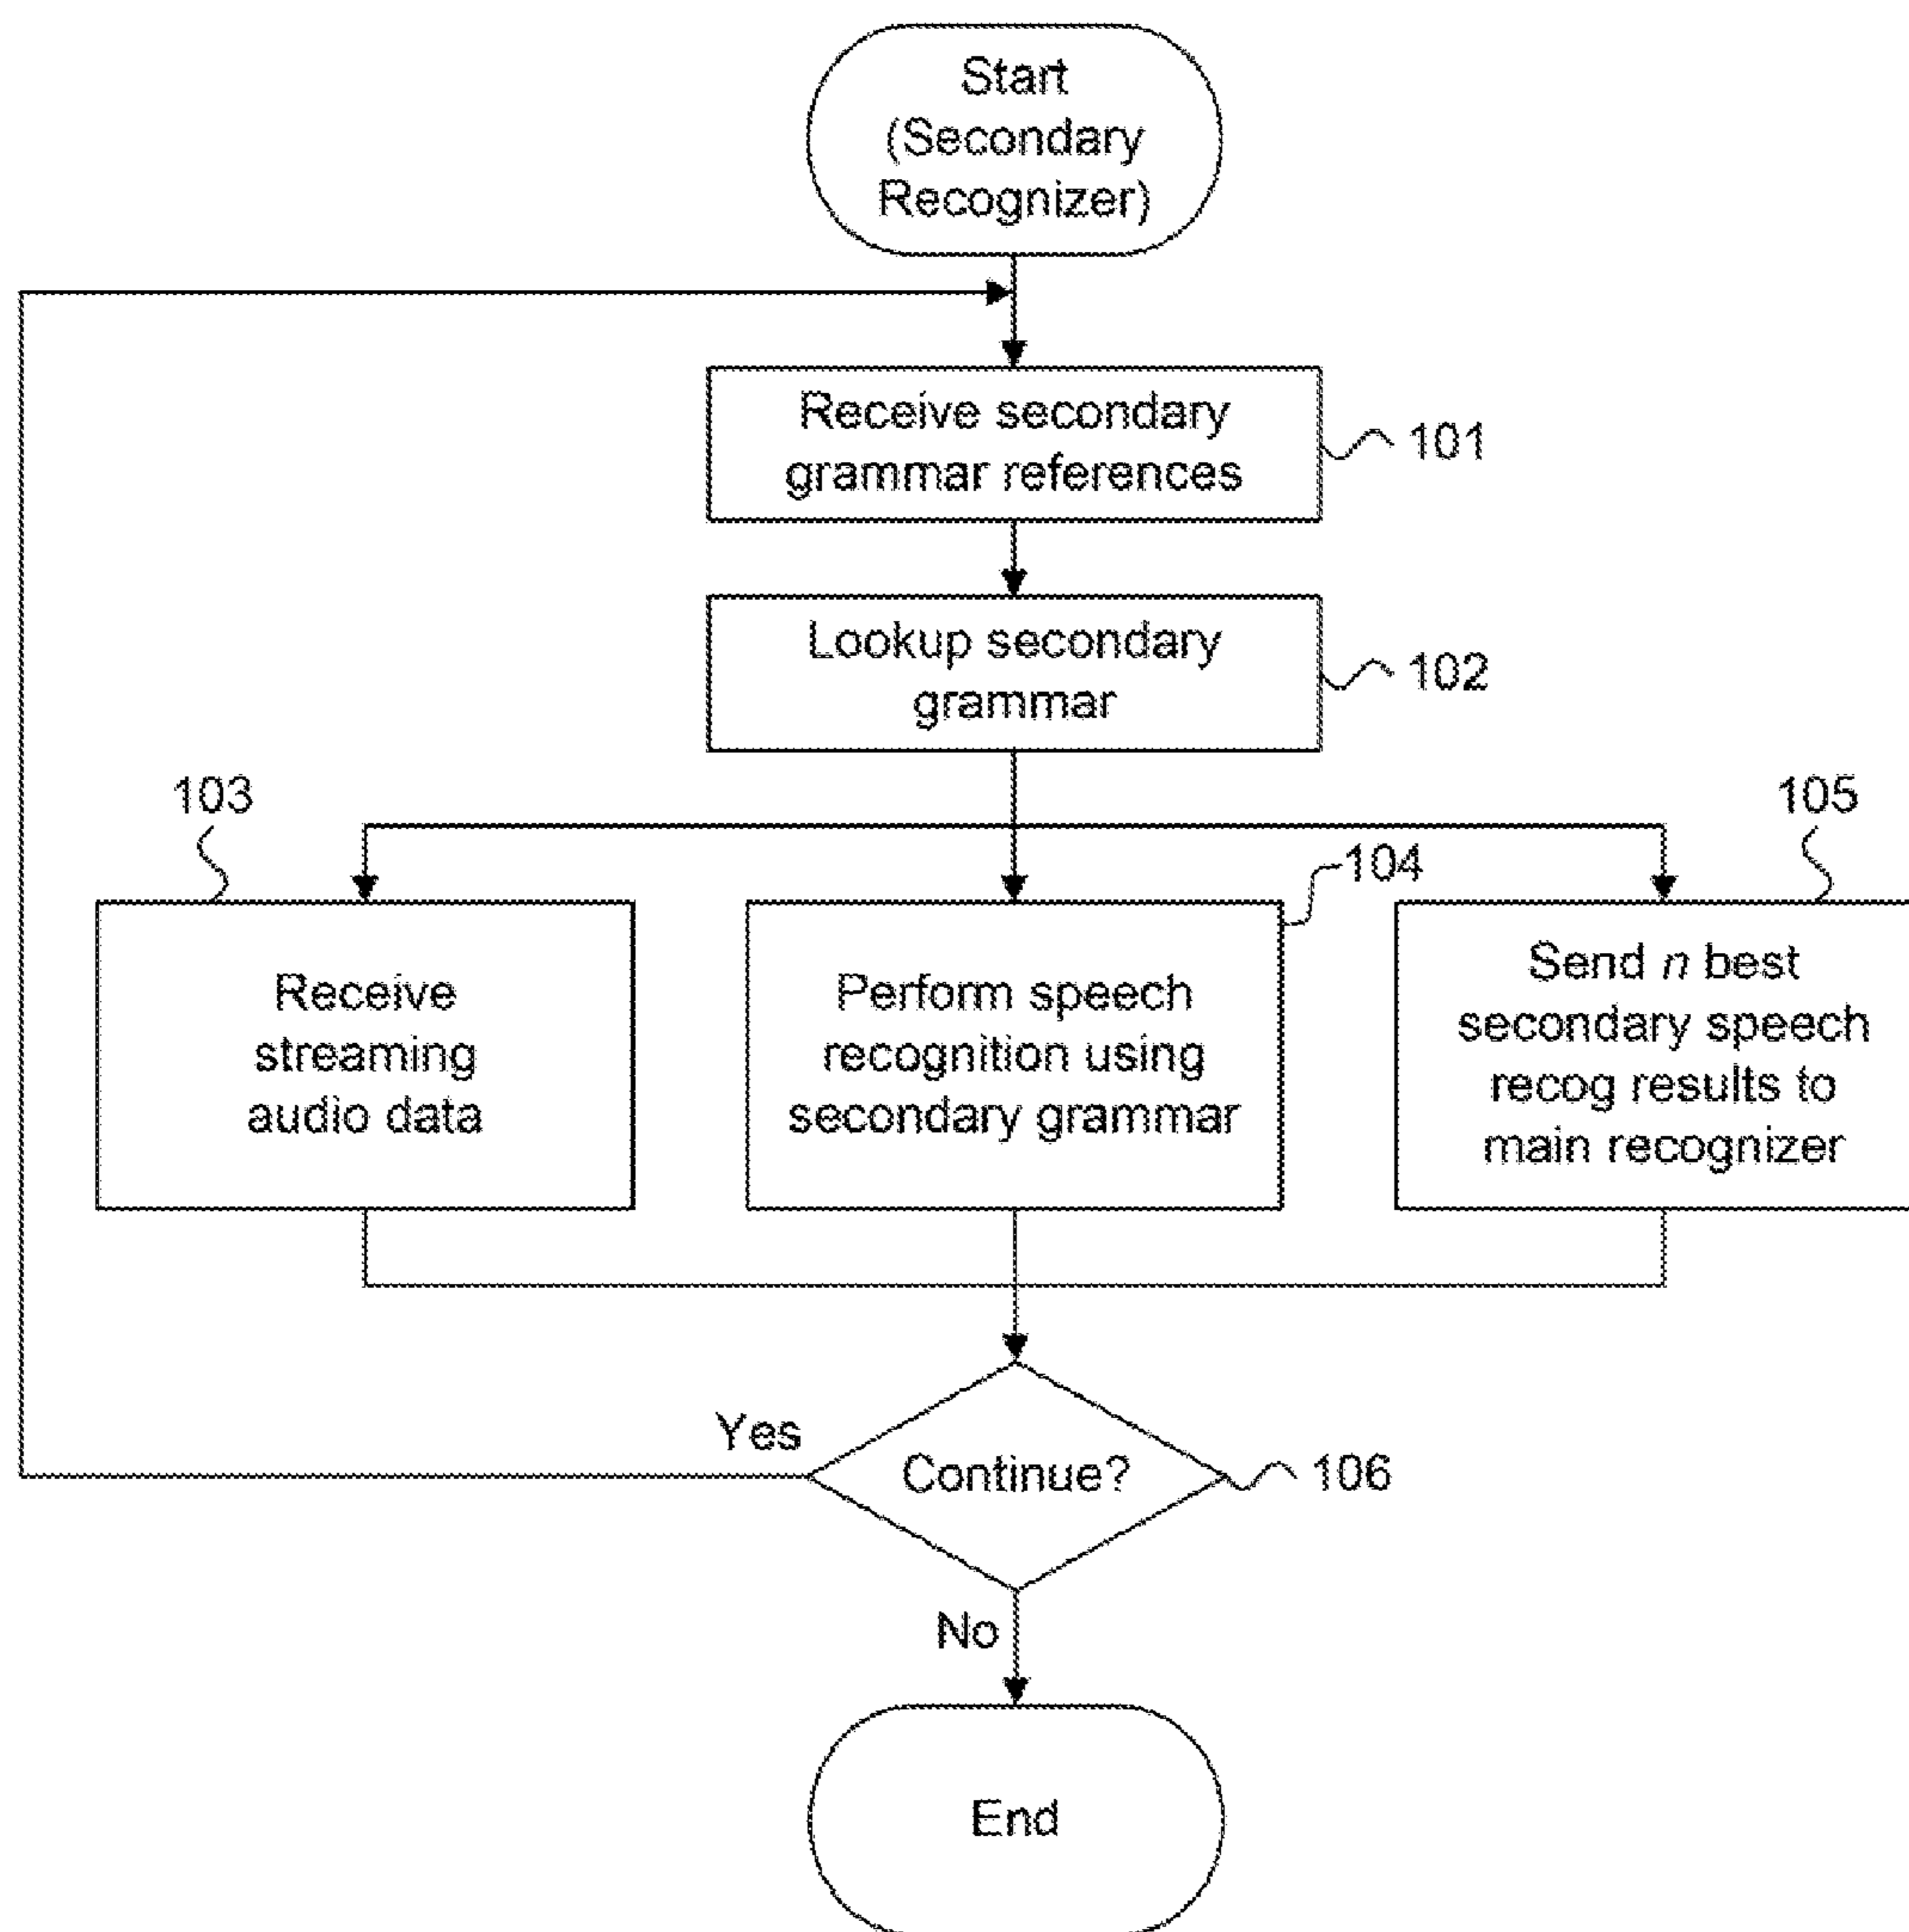 Start
(Secondary
Recognizer)
Receive secondary
grammar references
101
Lookup secondary
grammar
102
103
Receive
streaming
audio data
104
Perform speech
recognition using
secondary grammar
105
Send n best
secondary speech
recog results to
main recognizer
Yes
Continue?
106
No
End